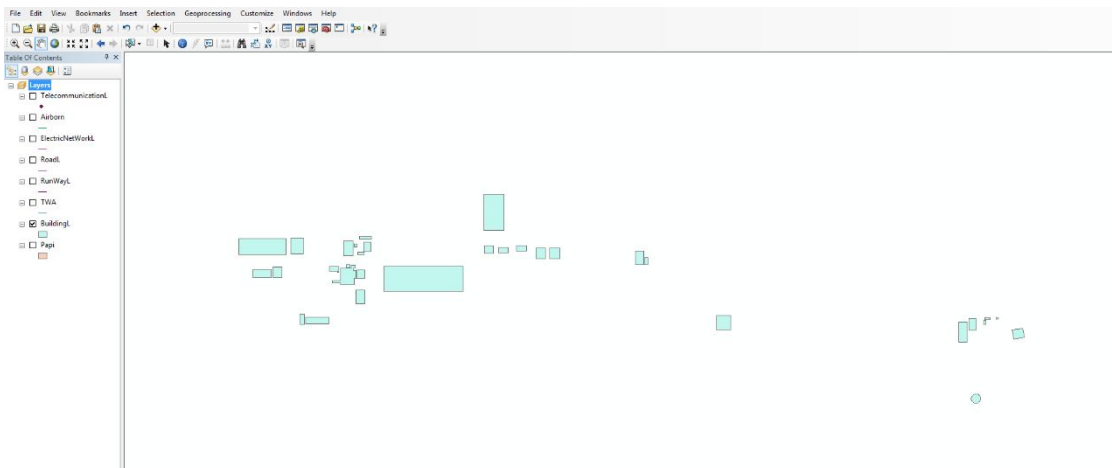 File Edit View Bookmarks Insert Selection Geoprocessing Customize Windows Help
Table Of Contents
Layers
TelecommunicationL
Airborn
ElectricNetWorkL
RoadL
RunWayL
TWA
BuildingL
Papi